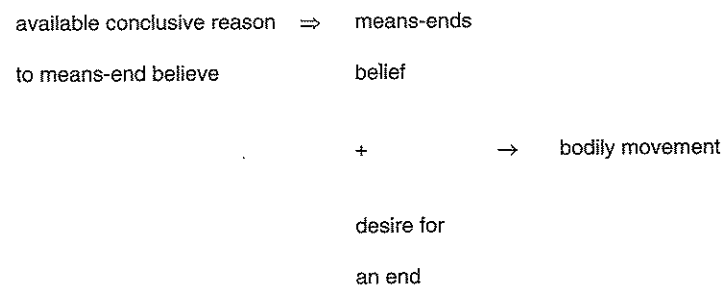 available conclusive reason ⇒ means-ends
to means-end believe belief
+ → bodily movement
desire for
an end